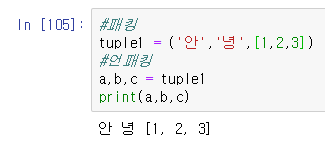 In [105]:
#패킹
tuple1 = ('안','녕',[1,2,3])
#언패킹
a,b,c = tuple1
print(a,b,c)
안 녕 [1, 2, 3]